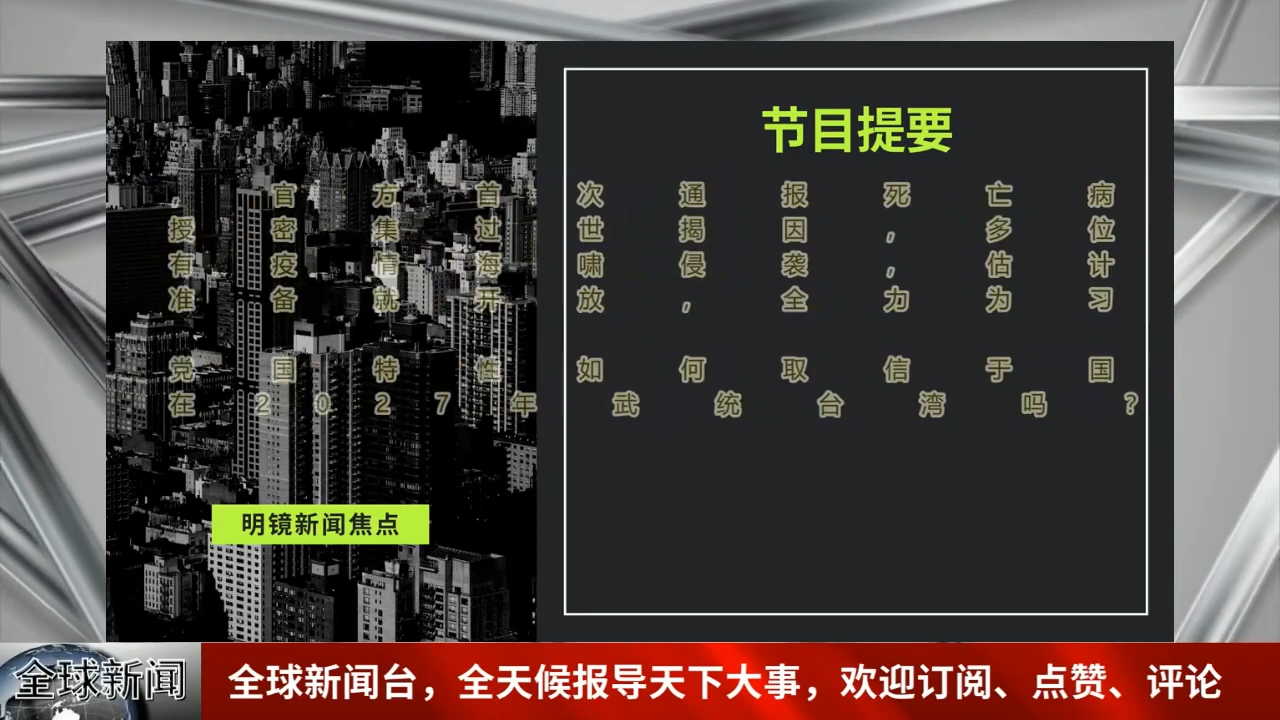 节目提要
，官方首次通报死亡病
授密集过世揭因，多位
有疫情海啸侵袭，估计
准备就开放，全力为习
党国特性如何取信于国
在2027年武统台湾吗？
明镜新闻焦点
全球新闻
全球新闻台，全天候报导天下大事，欢迎订阅、点赞、评论